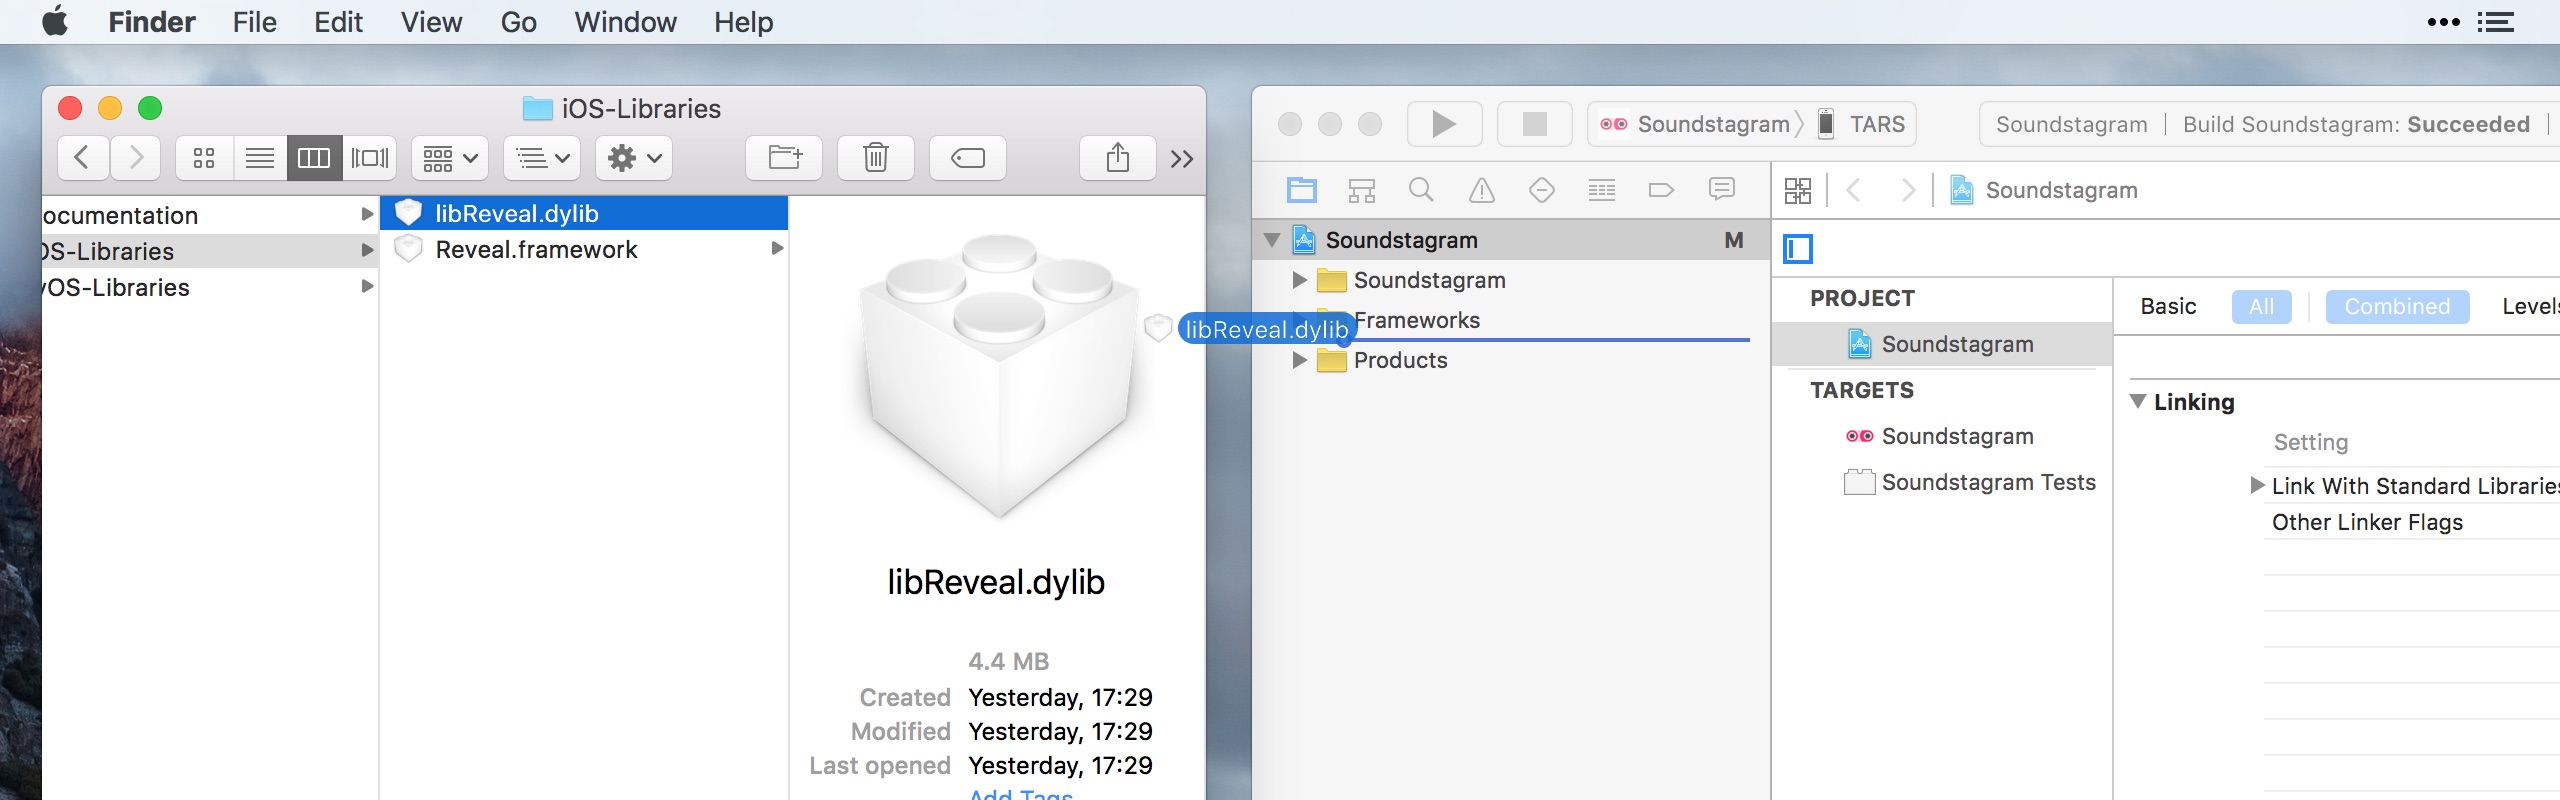 Finder File Edit View Go Window Help
iOS-Libraries
ocumentation
OS-Libraries
vOS-Libraries
libReveal.dylib
Reveal.framework
libReveal.dylib
4.4 MB
Created Yesterday, 17:29
Modified Yesterday, 17:29
Last opened Yesterday, 17:29
Add Tags
libReveal.dylib
Soundstagram TARS
Soundstagram | Build Soundstagram: Succeeded |
Soundstagram
Soundstagram M
Soundstagram
Frameworks
Products
PROJECT
Soundstagram
TARGETS
Soundstagram
Soundstagram Tests
Basic All Combined Levels
Linking
Setting
Link With Standard Libraries
Other Linker Flags